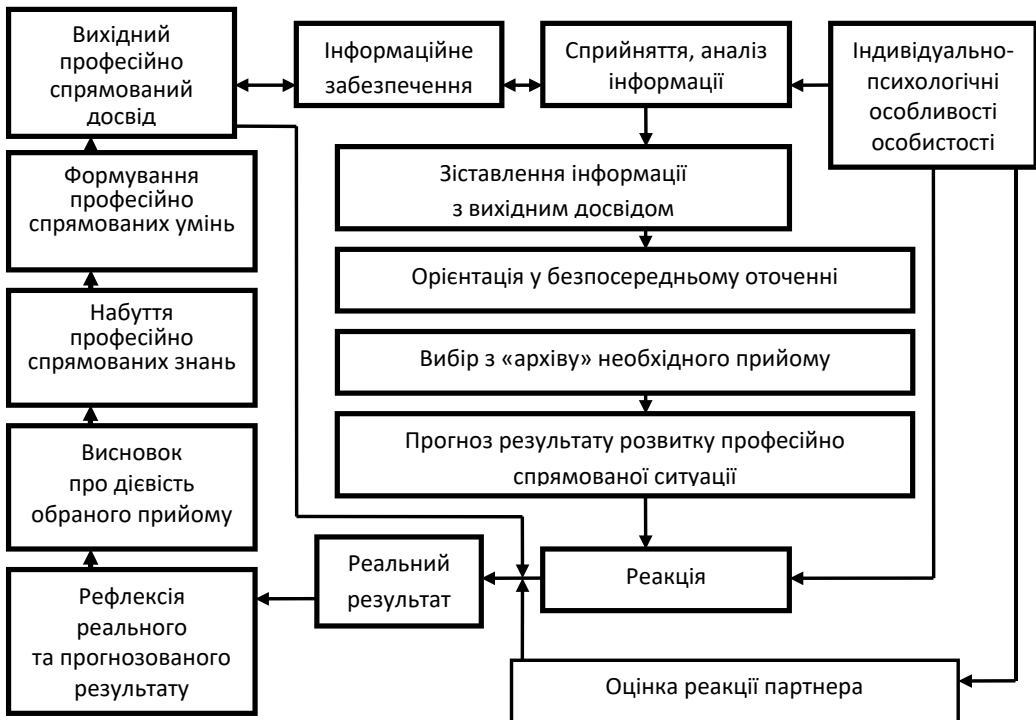 Вихідний
професійно
спрямований
досвід
Інформаційне
забезпечення
Сприйняття, аналіз
інформації
Індивідуально-
психологічні
особливості
особистості
Формування
професійно
спрямованих умінь
Зіставлення інформації
з вихідним досвідом
Орієнтація у безпосередньому оточенні
Набуття
професійно
спрямованих знань
Вибір з «архіву» необхідного прийому
Прогноз результату розвитку професійно
спрямованої ситуації
Висновок
про дієвість
обраного прийому
Реальний
результат
Реакція
Рефлексія
реального
та прогнозованого
результату
Оцінка реакції партнера